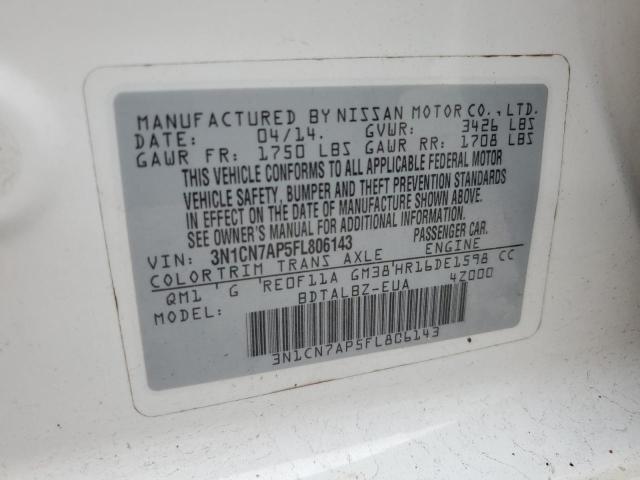 MANUFACTURED BY NISSAN MOTOR CO., LTD.
DATE: 04/14. GVWR: 3426 LBS
GAWR FR: 1750 LBS GAWR RR: 1708 LBS
THIS VEHICLE CONFORMS TO ALL APPLICABLE FEDERAL MOTOR
VEHICLE SAFETY, BUMPER AND THEFT PREVENTION STANDARDS
IN EFFECT ON THE DATE OF MANUFACTURE SHOWN ABOVE.
SEE OWNER'S MANUAL FOR ADDITIONAL INFORMATION.
VIN: 3N1CN7AP5FL806143 PASSENGER CAR.
COLOR TRIM TRANS AXLE ENGINE
QM1 ' G ' RE0F11A GM38'HR16DE1598 CC
MODEL: BDTALBZ-EUA 4Z000
3N1CN7AP5FL806143